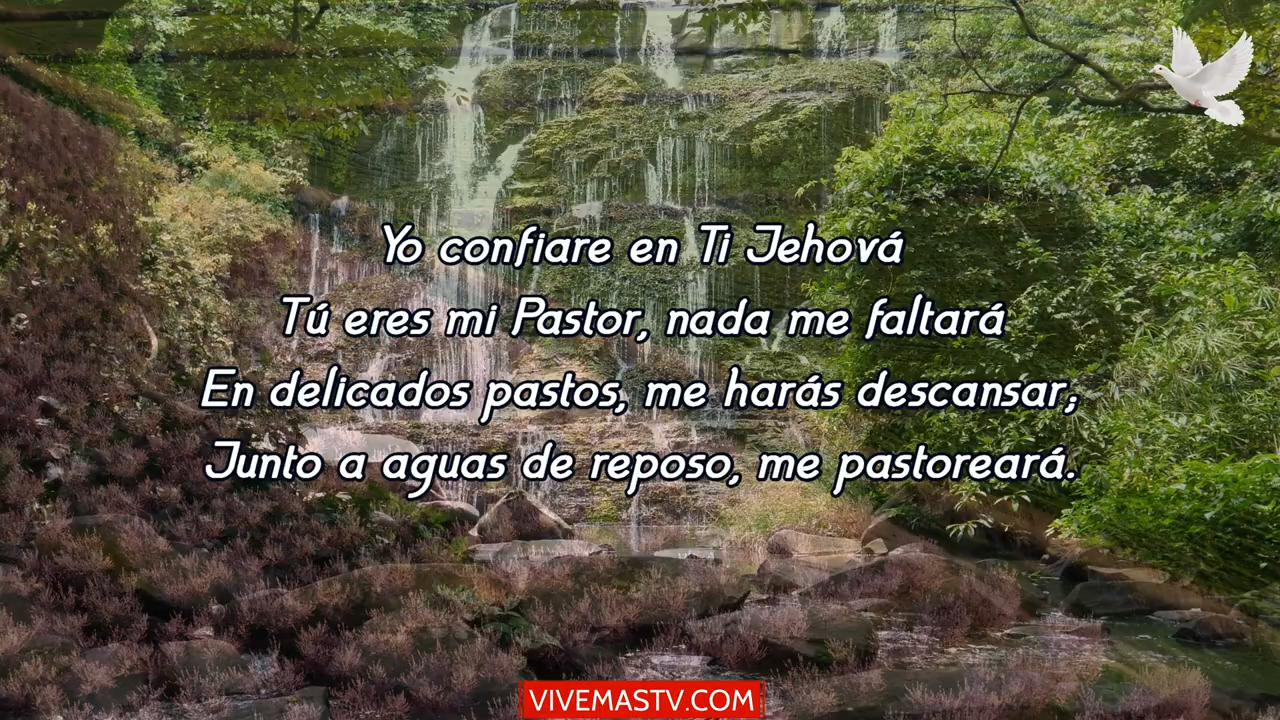 Yo confiare en Ti Jehová
Tú eres mi Pastor, nada me faltará
En delicados pastos, me harás descansar;
Junto a aguas de reposo, me pastoreará.
VIVEMASTV.COM